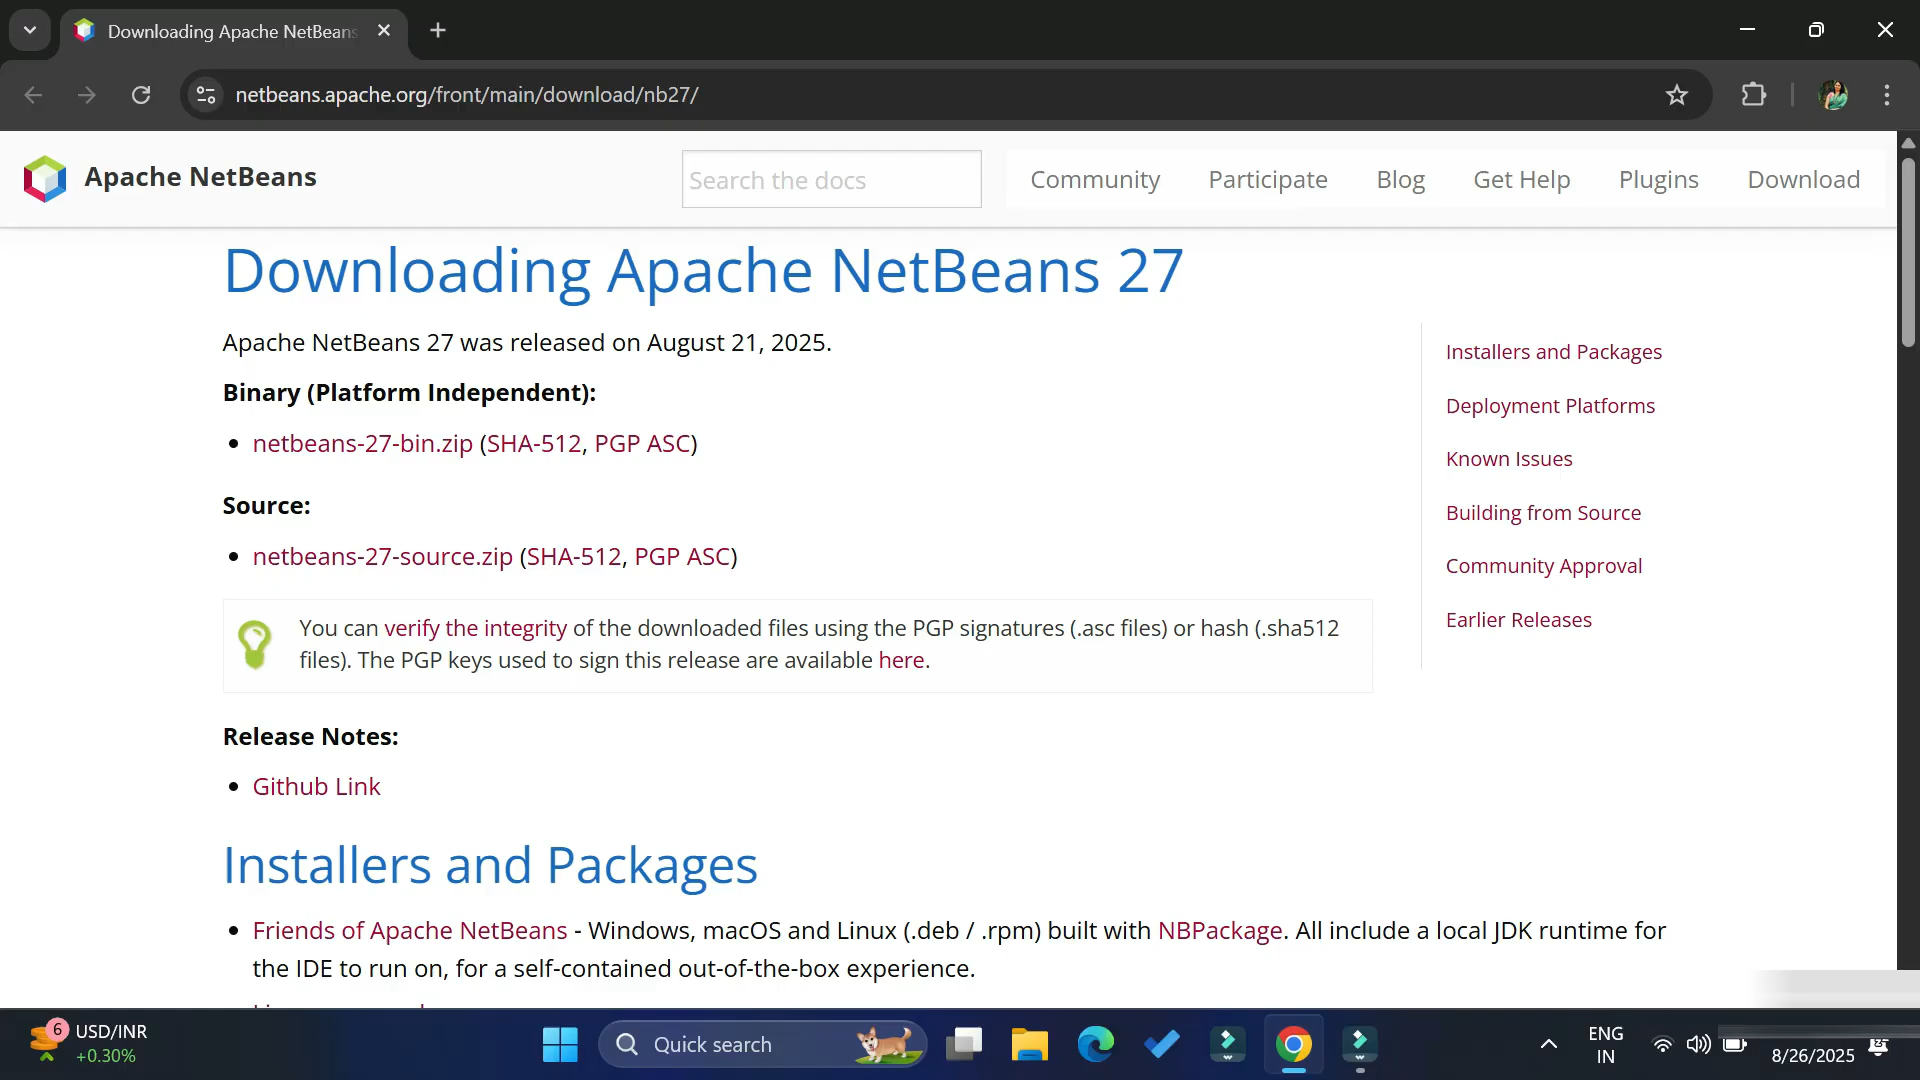 Downloading Apache NetBeans
netbeans.apache.org/front/main/download/nb27/
Apache NetBeans
Search the docs
Community
Participate
Blog
Get Help
Plugins
Download
Downloading Apache NetBeans 27
Apache NetBeans 27 was released on August 21, 2025.
Binary (Platform Independent):
netbeans-27-bin.zip (SHA-512, PGP ASC)
Source:
netbeans-27-source.zip (SHA-512, PGP ASC)
You can verify the integrity of the downloaded files using the PGP signatures (.asc files) or hash (.sha512
files). The PGP keys used to sign this release are available here.
Release Notes:
Github Link
Installers and Packages
Friends of Apache NetBeans - Windows, macOS and Linux (.deb / .rpm) built with NBPackage. All include a local JDK runtime for
the IDE to run on, for a self-contained out-of-the-box experience.
Installers and Packages
Deployment Platforms
Known Issues
Building from Source
Community Approval
Earlier Releases
6
USD/INR
+0.30%
Quick search
ENG
IN
8/26/2025